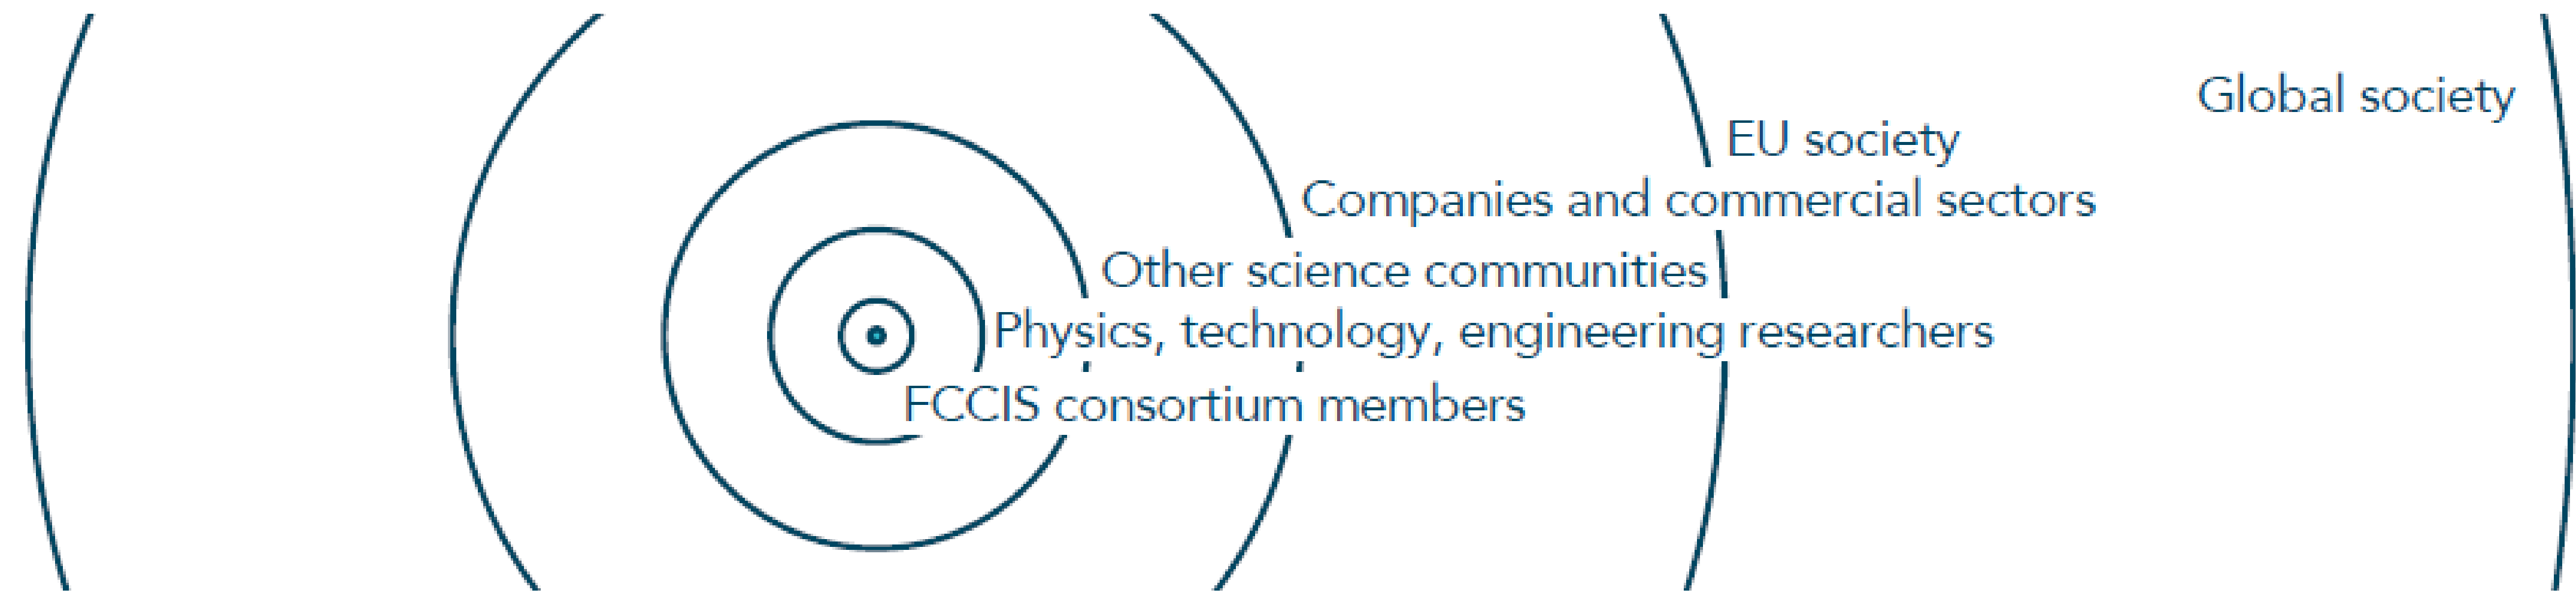 Global society
EU society
Companies and commercial sectors
Other science communities
Physics, technology, engineering researchers
FCCIS consortium members